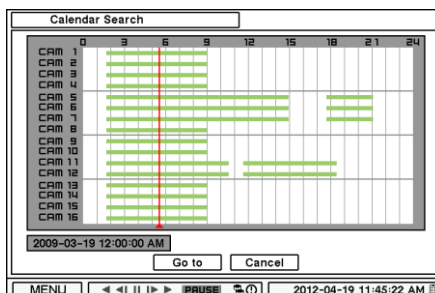 Calendar Search
0 3 6 9 12 15 18 21 24
CAM 1
CAM 2
CAM 3
CAM 4
CAM 5
CAM 6
CAM 7
CAM 8
CAM 9
CAM 10
CAM 11
CAM 12
CAM 13
CAM 14
CAM 15
CAM 16
2009-03-19 12:00:00 AM
Go to Cancel
MENU PAUSE 2012-04-19 11:45:22 AM